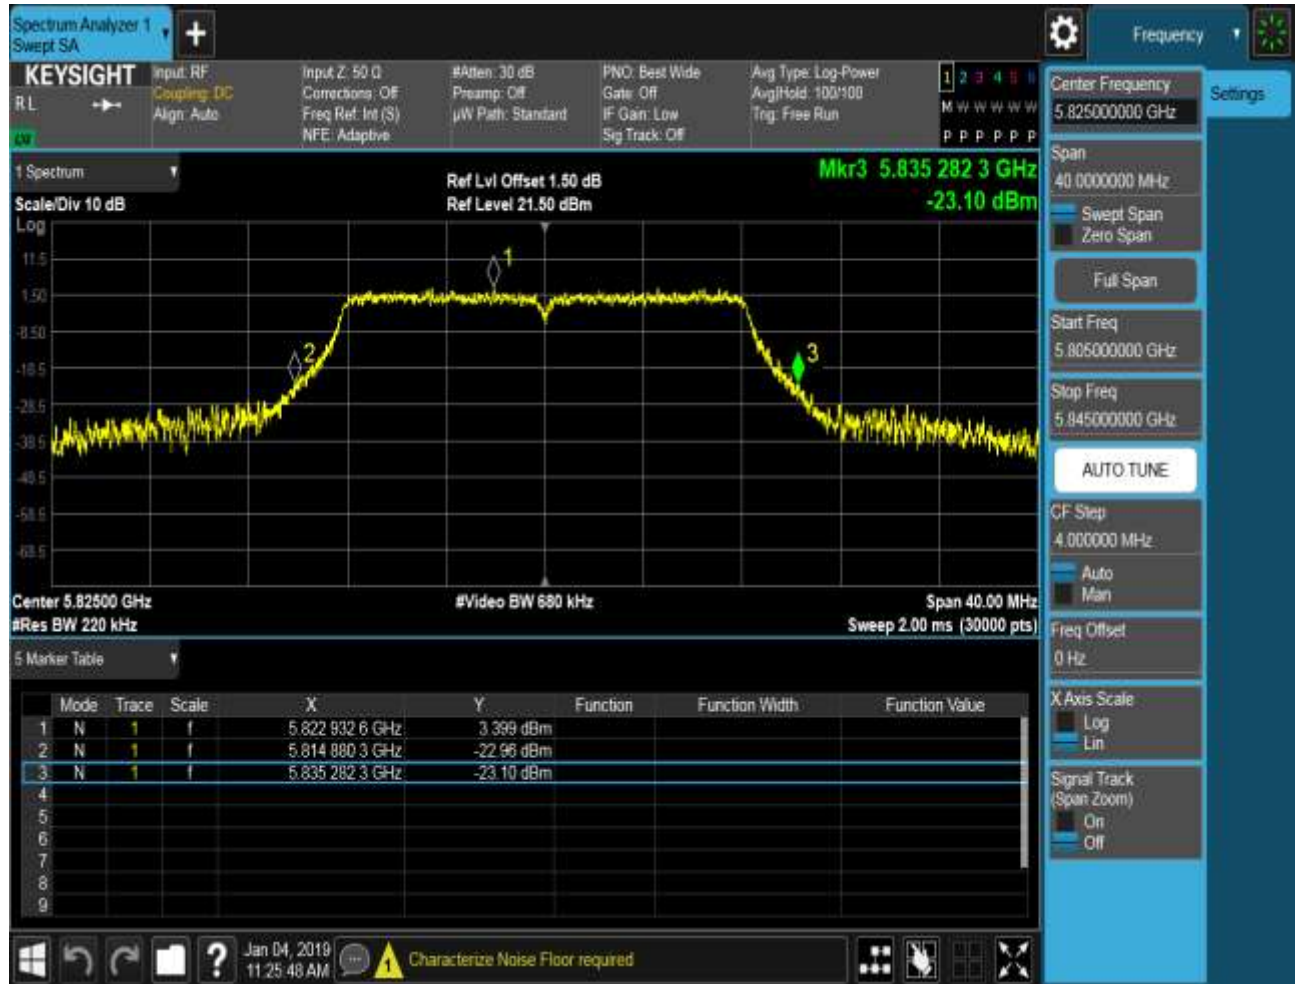 Spectrum Analyzer 1
Swept SA
+
Frequency
KEYSIGHT
R L
Input: RF
Coupling: DC
Align: Auto
Input Z: 50 Ω
Corrections: Off
Freq Ref: Int (S)
NFE: Adaptive
#Atten: 30 dB
Preamp: Off
µW Path: Standard
PNO: Best Wide
Gate: Off
IF Gain: Low
Sig Track: Off
Avg Type: Log-Power
Avg|Hold: 100/100
Trig: Free Run
1 2 3 4 5 6
M W W W W W
P P P P P P
1 Spectrum
Scale/Div 10 dB
Log
Ref Lvl Offset 1.50 dB
Ref Level 21.50 dBm
Mkr3 5.835 282 3 GHz
-23.10 dBm
11.5
1.50
-8.50
-18.5
-28.5
-38.5
-48.5
-58.5
-68.5
1
2
3
Center 5.82500 GHz
#Res BW 220 kHz
#Video BW 680 kHz
Span 40.00 MHz
Sweep 2.00 ms (30000 pts)
5 Marker Table
Mode Trace Scale X Y Function Function Width Function Value
1 N 1 f 5.822 932 6 GHz 3.399 dBm
2 N 1 f 5.814 880 3 GHz -22.96 dBm
3 N 1 f 5.835 282 3 GHz -23.10 dBm
4
5
6
7
8
9
Center Frequency
5.825000000 GHz
Settings
Span
40.0000000 MHz
Swept Span
Zero Span
Full Span
Start Freq
5.805000000 GHz
Stop Freq
5.845000000 GHz
AUTO TUNE
CF Step
4.000000 MHz
Auto
Man
Freq Offset
0 Hz
X Axis Scale
Log
Lin
Signal Track
(Span Zoom)
On
Off
?
Jan 04, 2019
11:25:48 AM
1
Characterize Noise Floor required